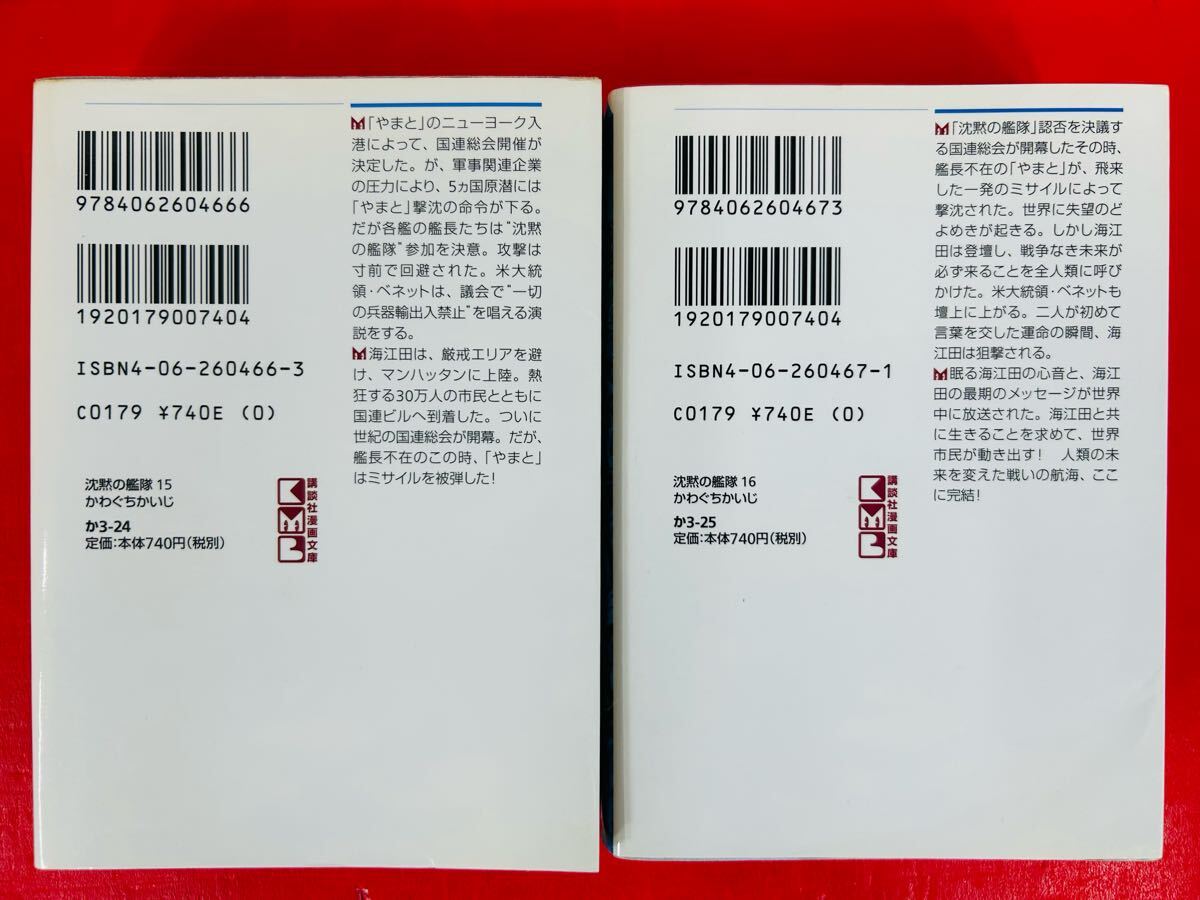 9784062604666
1920179007404
ISBN4-06-260466-3
C0179 ¥740E (0)
沈黙の艦隊 15
かわぐちかいじ
か3-24
定価:本体740円(税別)
KMB
講談社漫画文庫
「やまと」のニューヨーク入
港によって、国連総会開催が
決定した。が、軍事関連企業
の圧力により、5ヵ国原潜には
「やまと」撃沈の命令が下る。
だが各艦の艦長たちは“沈黙
の艦隊”参加を決意。攻撃は
寸前で回避された。米大統
領・ベネットは、議会で“一切
の兵器輸出入禁止”を唱える演
説をする。
海江田は、厳戒エリアを避
け、マンハッタンに上陸。熱
狂する30万人の市民とともに
国連ビルへ到着した。ついに
世紀の国連総会が開幕。だが、
艦長不在のこの時、「やまと」
はミサイルを被弾した!
9784062604673
1920179007404
ISBN4-06-260467-1
C0179 ¥740E (0)
沈黙の艦隊 16
かわぐちかいじ
か3-25
定価:本体740円(税別)
KMB
講談社漫画文庫
「沈黙の艦隊」認否を決議す
る国連総会が開幕したその時、
艦長不在の「やまと」が、飛来
した一発のミサイルによって
撃沈された。世界に失望のど
よめきが起きる。しかし海江
田は登壇し、戦争なき未来が
必ず来ることを全人類に呼び
かけた。米大統領・ベネットも
壇上に上がる。二人が初めて
言葉を交した運命の瞬間、海
江田は狙撃される。
眠る海江田の心音と、海江
田の最期のメッセージが世界
中に放送された。海江田と共
に生きることを求めて、世界
市民が動き出す! 人類の未
来を変えた戦いの航海、ここ
に完結!